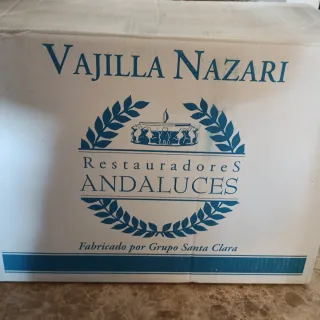 VAJILLA NAZARI
RestauradoreS
ANDALUCES
Fabricado por Grupo Santa Clara